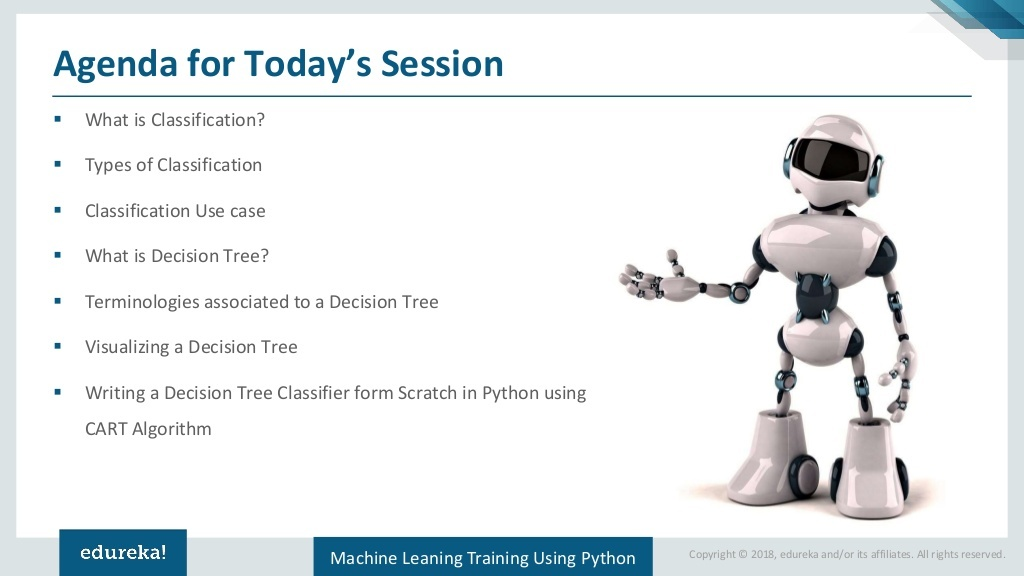 Agenda for Today’s Session
▪ What is Classification?
▪ Types of Classification
▪ Classification Use case
▪ What is Decision Tree?
▪ Terminologies associated to a Decision Tree
▪ Visualizing a Decision Tree
▪ Writing a Decision Tree Classifier form Scratch in Python using
CART Algorithm
edureka!
Machine Leaning Training Using Python
Copyright © 2018, edureka and/or its affiliates. All rights reserved.